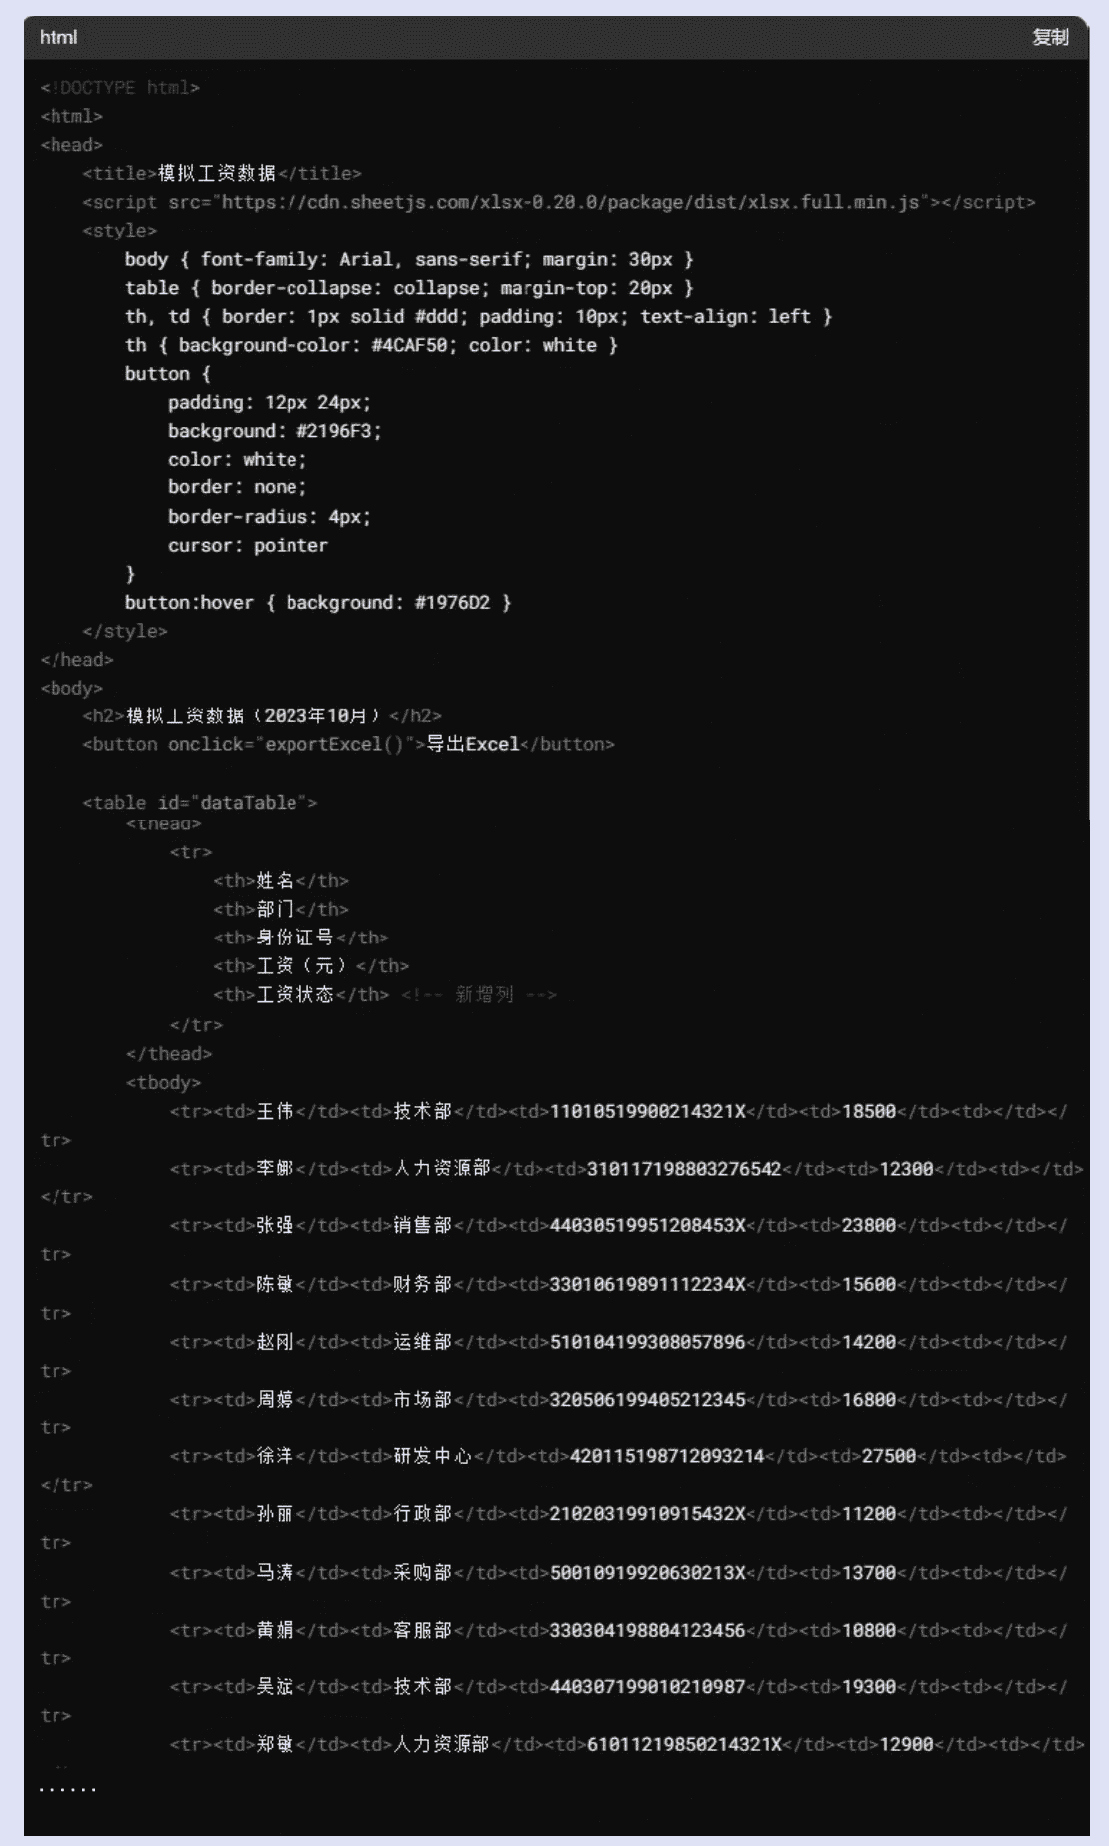 html
复制
<!DOCTYPE html>
<html>
<head>
    <title>模拟工资数据</title>
    <script src="https://cdn.sheetjs.com/xlsx-0.20.0/package/dist/xlsx.full.min.js"></script>
    <style>
        body { font-family: Arial, sans-serif; margin: 30px }
        table { border-collapse: collapse; margin-top: 20px }
        th, td { border: 1px solid #ddd; padding: 10px; text-align: left }
        th { background-color: #4CAF50; color: white }
        button {
            padding: 12px 24px;
            background: #2196F3;
            color: white;
            border: none;
            border-radius: 4px;
            cursor: pointer
        }
        button:hover { background: #1976D2 }
    </style>
</head>
<body>
    <h2>模拟工资数据（2023年10月）</h2>
    <button onclick="exportExcel()">导出Excel</button>
    <table id="dataTable">
        <thead>
            <tr>
                <th>姓名</th>
                <th>部门</th>
                <th>身份证号</th>
                <th>工资（元）</th>
                <th>工资状态</th> <!-- 新增列 -->
            </tr>
        </thead>
        <tbody>
            <tr><td>王伟</td><td>技术部</td><td>11010519900214321X</td><td>18500</td><td></td></
tr>
            <tr><td>李娜</td><td>人力资源部</td><td>310117198803276542</td><td>12300</td><td></td>
</tr>
            <tr><td>张强</td><td>销售部</td><td>44030519951208453X</td><td>23800</td><td></td></
tr>
            <tr><td>陈敏</td><td>财务部</td><td>33010619891112234X</td><td>15600</td><td></td></
tr>
            <tr><td>赵刚</td><td>运维部</td><td>510104199308057896</td><td>14200</td><td></td></
tr>
            <tr><td>周婷</td><td>市场部</td><td>320506199405212345</td><td>16800</td><td></td></
tr>
            <tr><td>徐洋</td><td>研发中心</td><td>420115198712093214</td><td>27500</td><td></td>
</tr>
            <tr><td>孙丽</td><td>行政部</td><td>21020319910915432X</td><td>11200</td><td></td></
tr>
            <tr><td>马涛</td><td>采购部</td><td>50010919920630213X</td><td>13700</td><td></td></
tr>
            <tr><td>黄娟</td><td>客服部</td><td>330304198804123456</td><td>10800</td><td></td></
tr>
            <tr><td>吴斌</td><td>技术部</td><td>440307199010210987</td><td>19300</td><td></td></
tr>
            <tr><td>郑敏</td><td>人力资源部</td><td>61011219850214321X</td><td>12900</td><td></td>
......